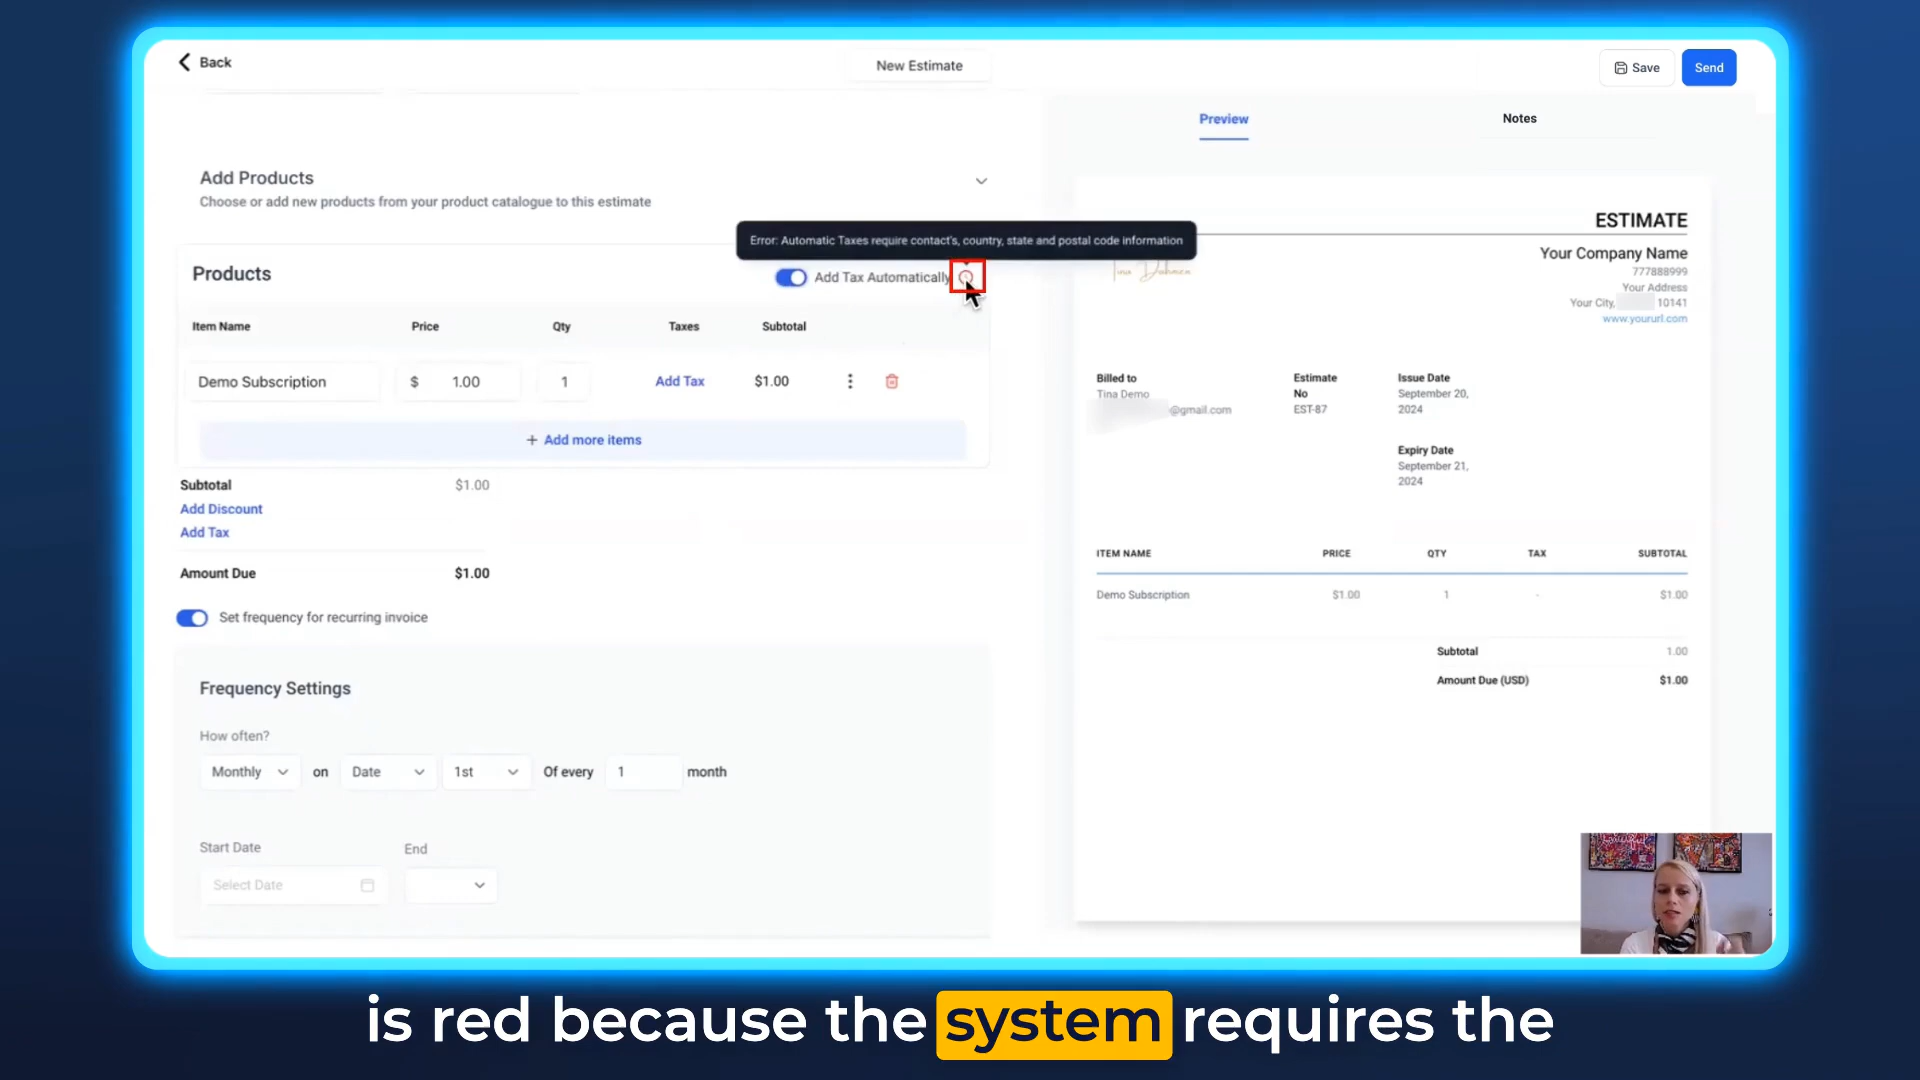 Back
New Estimate
Save
Send
Preview
Notes
Add Products
Choose or add new products from your product catalogue to this estimate
Error: Automatic Taxes require contact's, country, state and postal code information
Products
Add Tax Automatically
Item Name Price Qty Taxes Subtotal
Demo Subscription $ 1.00 1 Add Tax $1.00
+ Add more items
Subtotal $1.00
Add Discount
Add Tax
Amount Due $1.00
Set frequency for recurring invoice
Frequency Settings
How often?
Monthly on Date 1st Of every 1 month
Start Date End
Select Date
ESTIMATE
Your Company Name
777888999
Your Address
Your City, 10141
www.yoururl.com
Tina Dahmen
Billed to
Tina Demo
@gmail.com
Estimate
No
EST-87
Issue Date
September 20,
2024
Expiry Date
September 21,
2024
ITEM NAME PRICE QTY TAX SUBTOTAL
Demo Subscription $1.00 1 - $1.00
Subtotal 1.00
Amount Due (USD) $1.00
is red because the system requires the